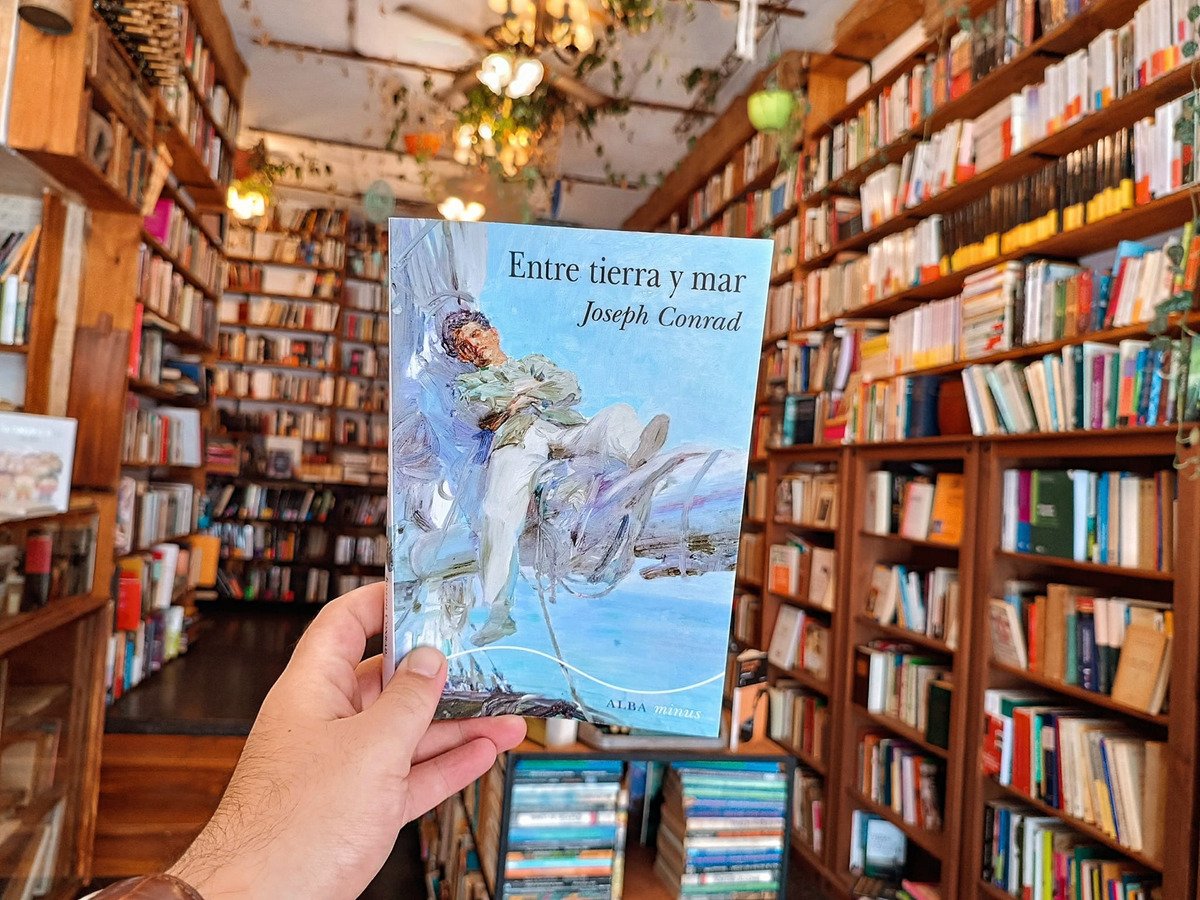 Entre tierra y mar
Joseph Conrad
ALBA minus